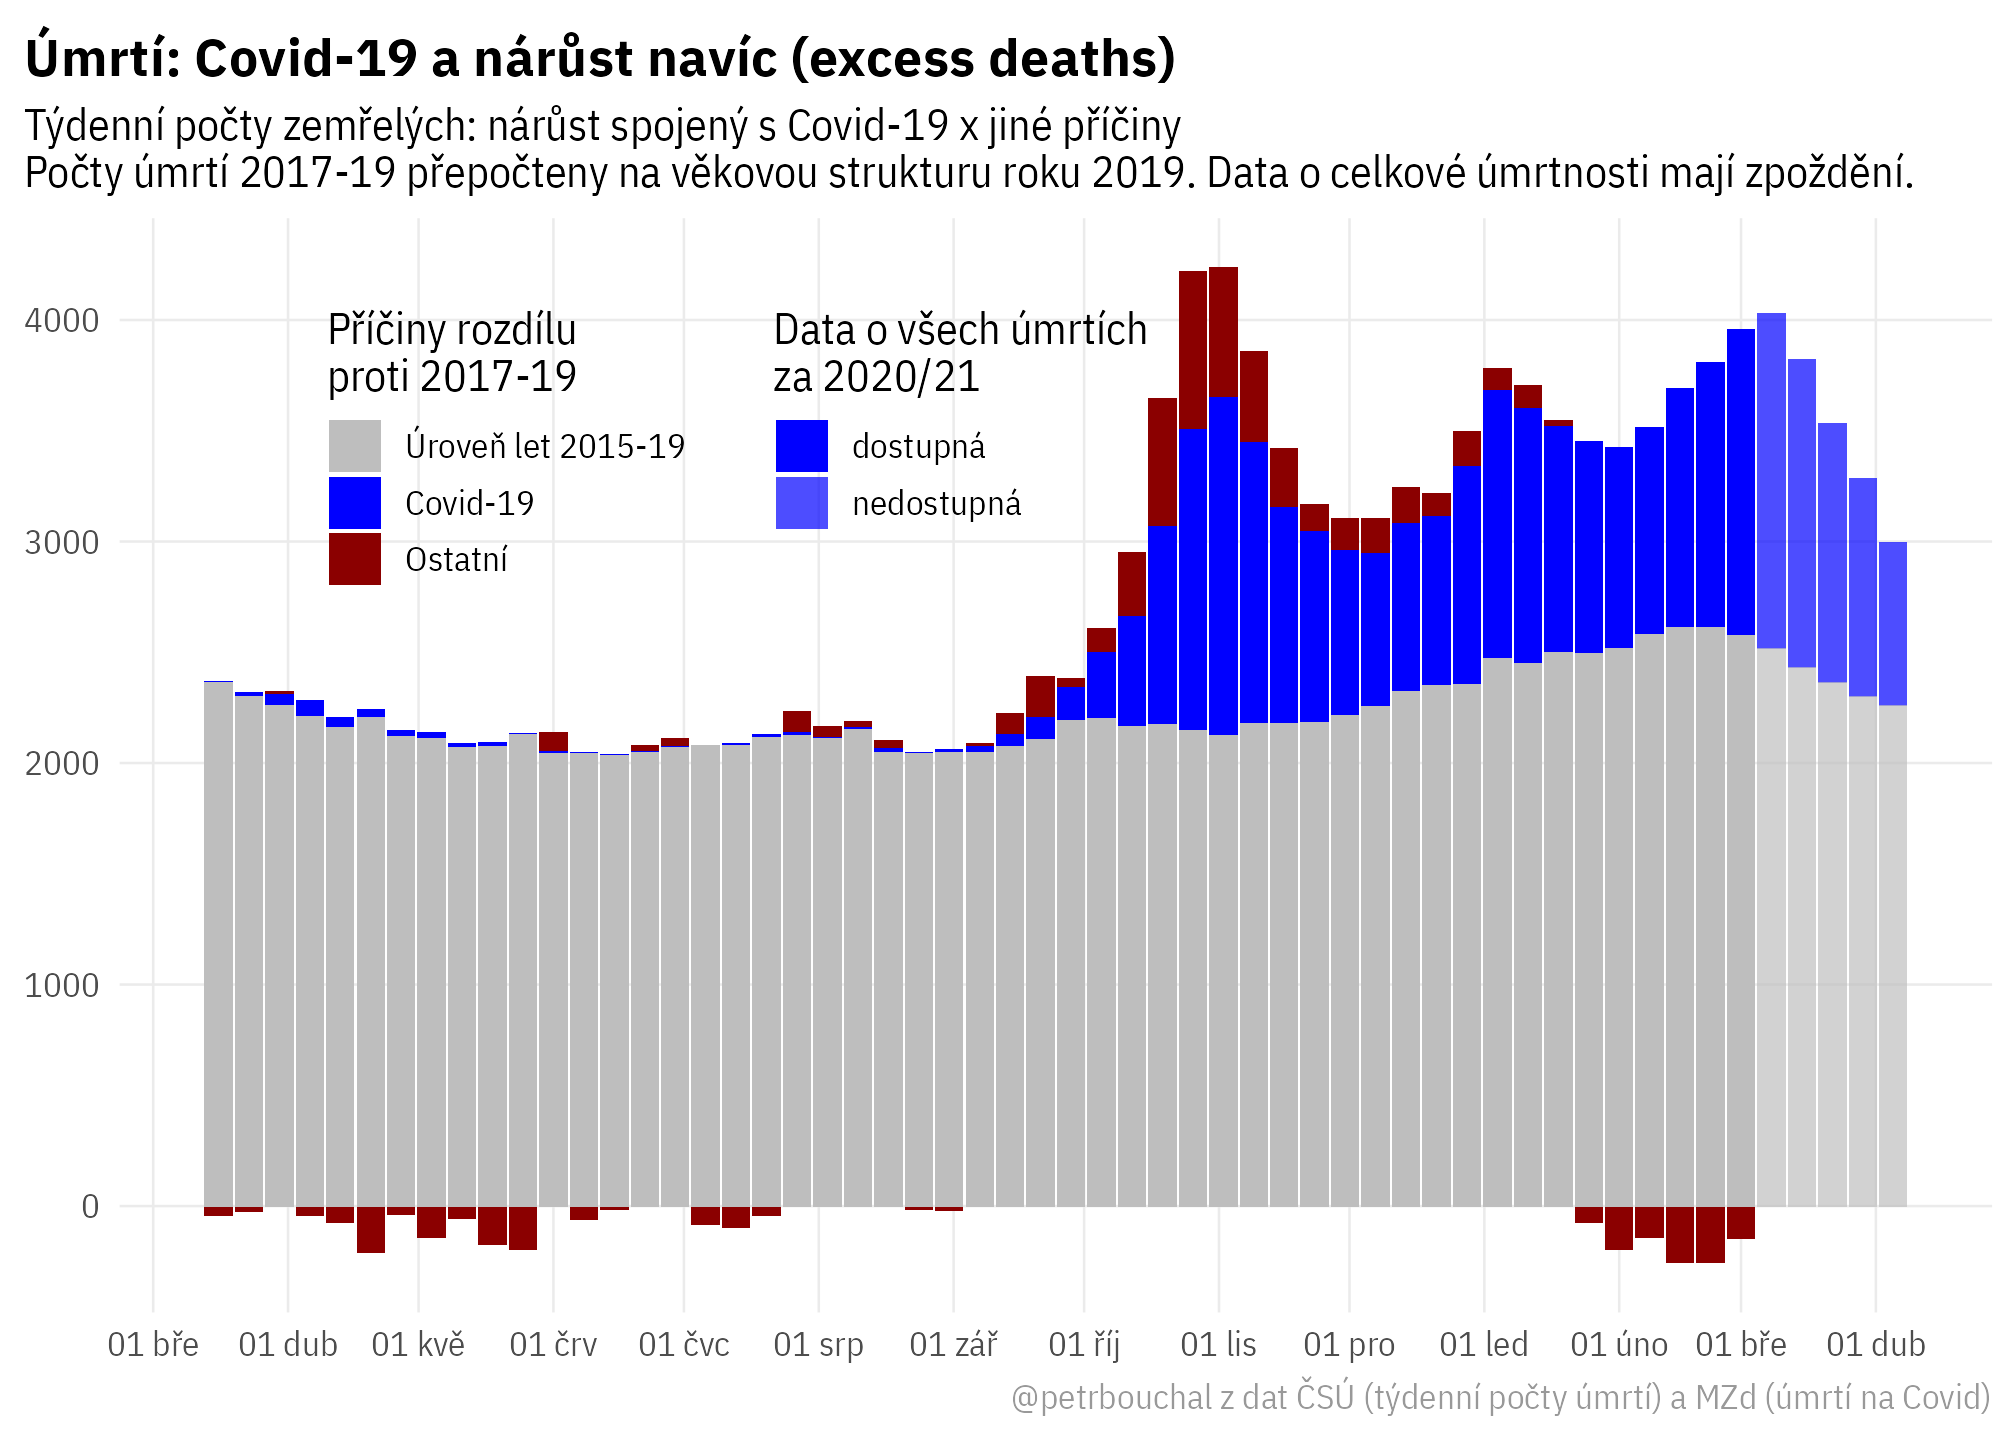 Úmrtí: Covid-19 a nárůst navíc (excess deaths)
Týdenní počty zemřelých: nárůst spojený s Covid-19 x jiné příčiny
Počty úmrtí 2017-19 přepočteny na věkovou strukturu roku 2019. Data o celkové úmrtnosti mají zpoždění.
Příčiny rozdílu
proti 2017-19
Úroveň let 2015-19
Covid-19
Ostatní
Data o všech úmrtích
za 2020/21
dostupná
nedostupná
4000
3000
2000
1000
0
01 bře 01 dub 01 kvě 01 črv 01 čvc 01 srp 01 zář 01 říj 01 lis 01 pro 01 led 01 úno 01 bře 01 dub
@petrbouchal z dat ČSÚ (týdenní počty úmrtí) a MZd (úmrtí na Covid)